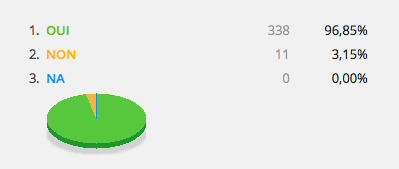 1. OUI 338 96,85%
2. NON 11 3,15%
3. NA 0 0,00%